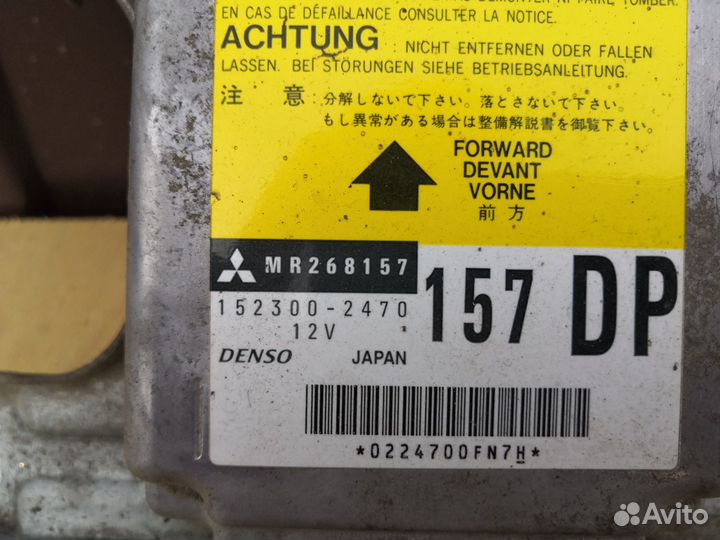 EN CAS DE DÉFAILLANCE CONSULTER LA NOTICE.
ACHTUNG : NICHT ENTFERNEN ODER FALLEN
LASSEN. BEI STÖRUNGEN SIEHE BETRIEBSANLEITUNG.
注 意 : 分解しないで下さい。落とさないで下さい。
もし異常がある場合は整備解説書を御覧下さい。
FORWARD
DEVANT
VORNE
前方
MR268157
152300-2470
12V
157 DP
DENSO JAPAN
*0224700FN7H*
Avito